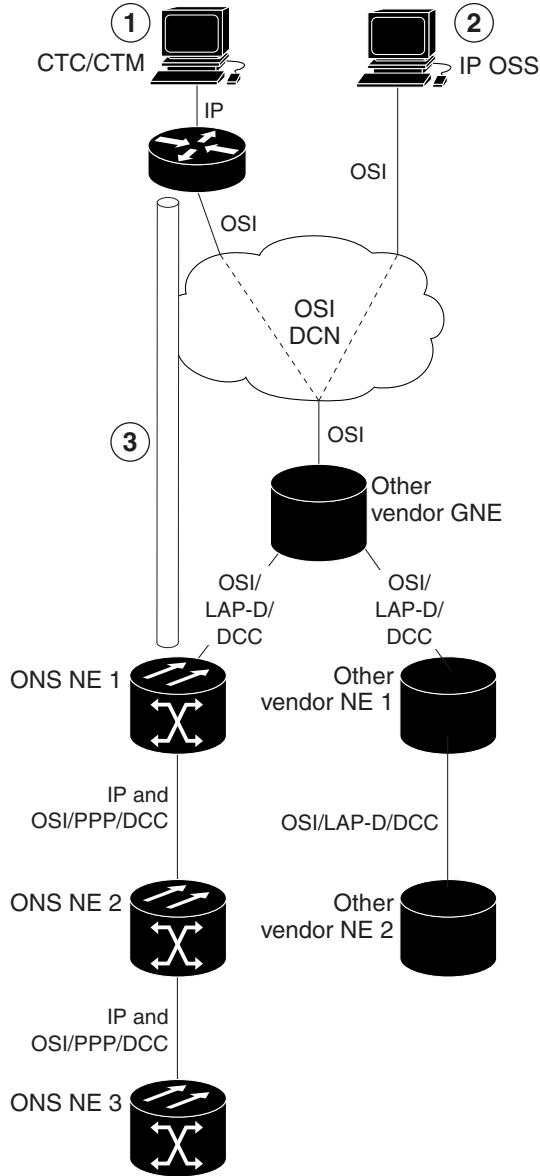 1
2
CTC/CTM
IP OSS
IP
OSI
OSI
OSI
DCN
3
OSI
Other
vendor GNE
OSI/
LAP-D/
DCC
OSI/
LAP-D/
DCC
ONS NE 1
Other
vendor NE 1
IP and
OSI/PPP/DCC
OSI/LAP-D/DCC
ONS NE 2
Other
vendor NE 2
IP and
OSI/PPP/DCC
ONS NE 3